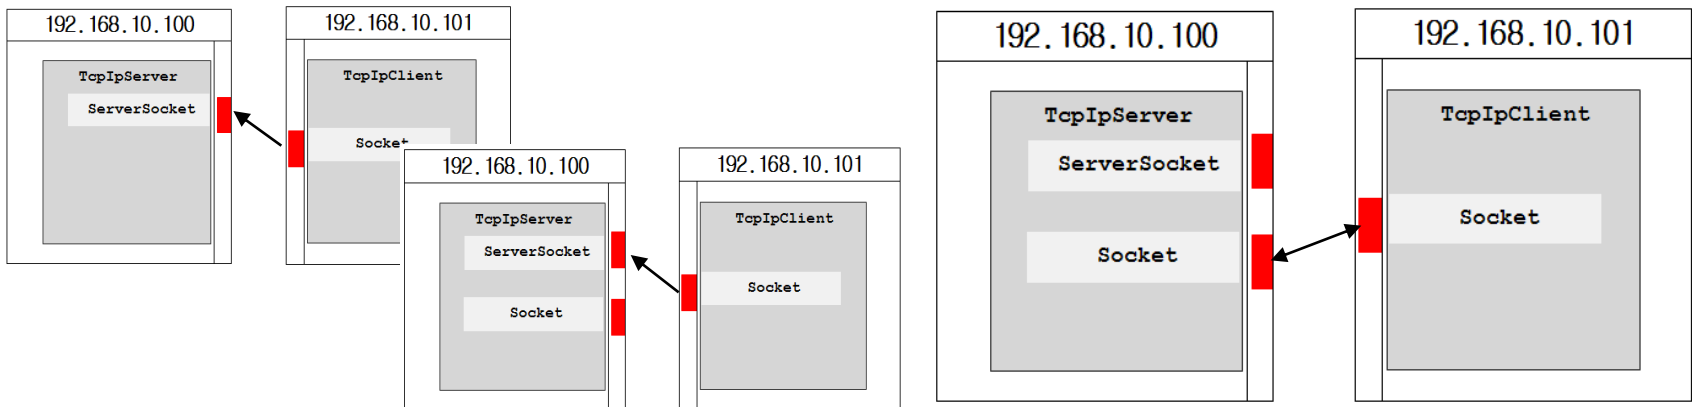 192.168.10.100
TcpIpServer
ServerSocket
192.168.10.101
TcpIpClient
Socket
192.168.10.100
TcpIpServer
ServerSocket
Socket
192.168.10.101
TcpIpClient
Socket
192.168.10.100
TcpIpServer
ServerSocket
Socket
192.168.10.101
TcpIpClient
Socket